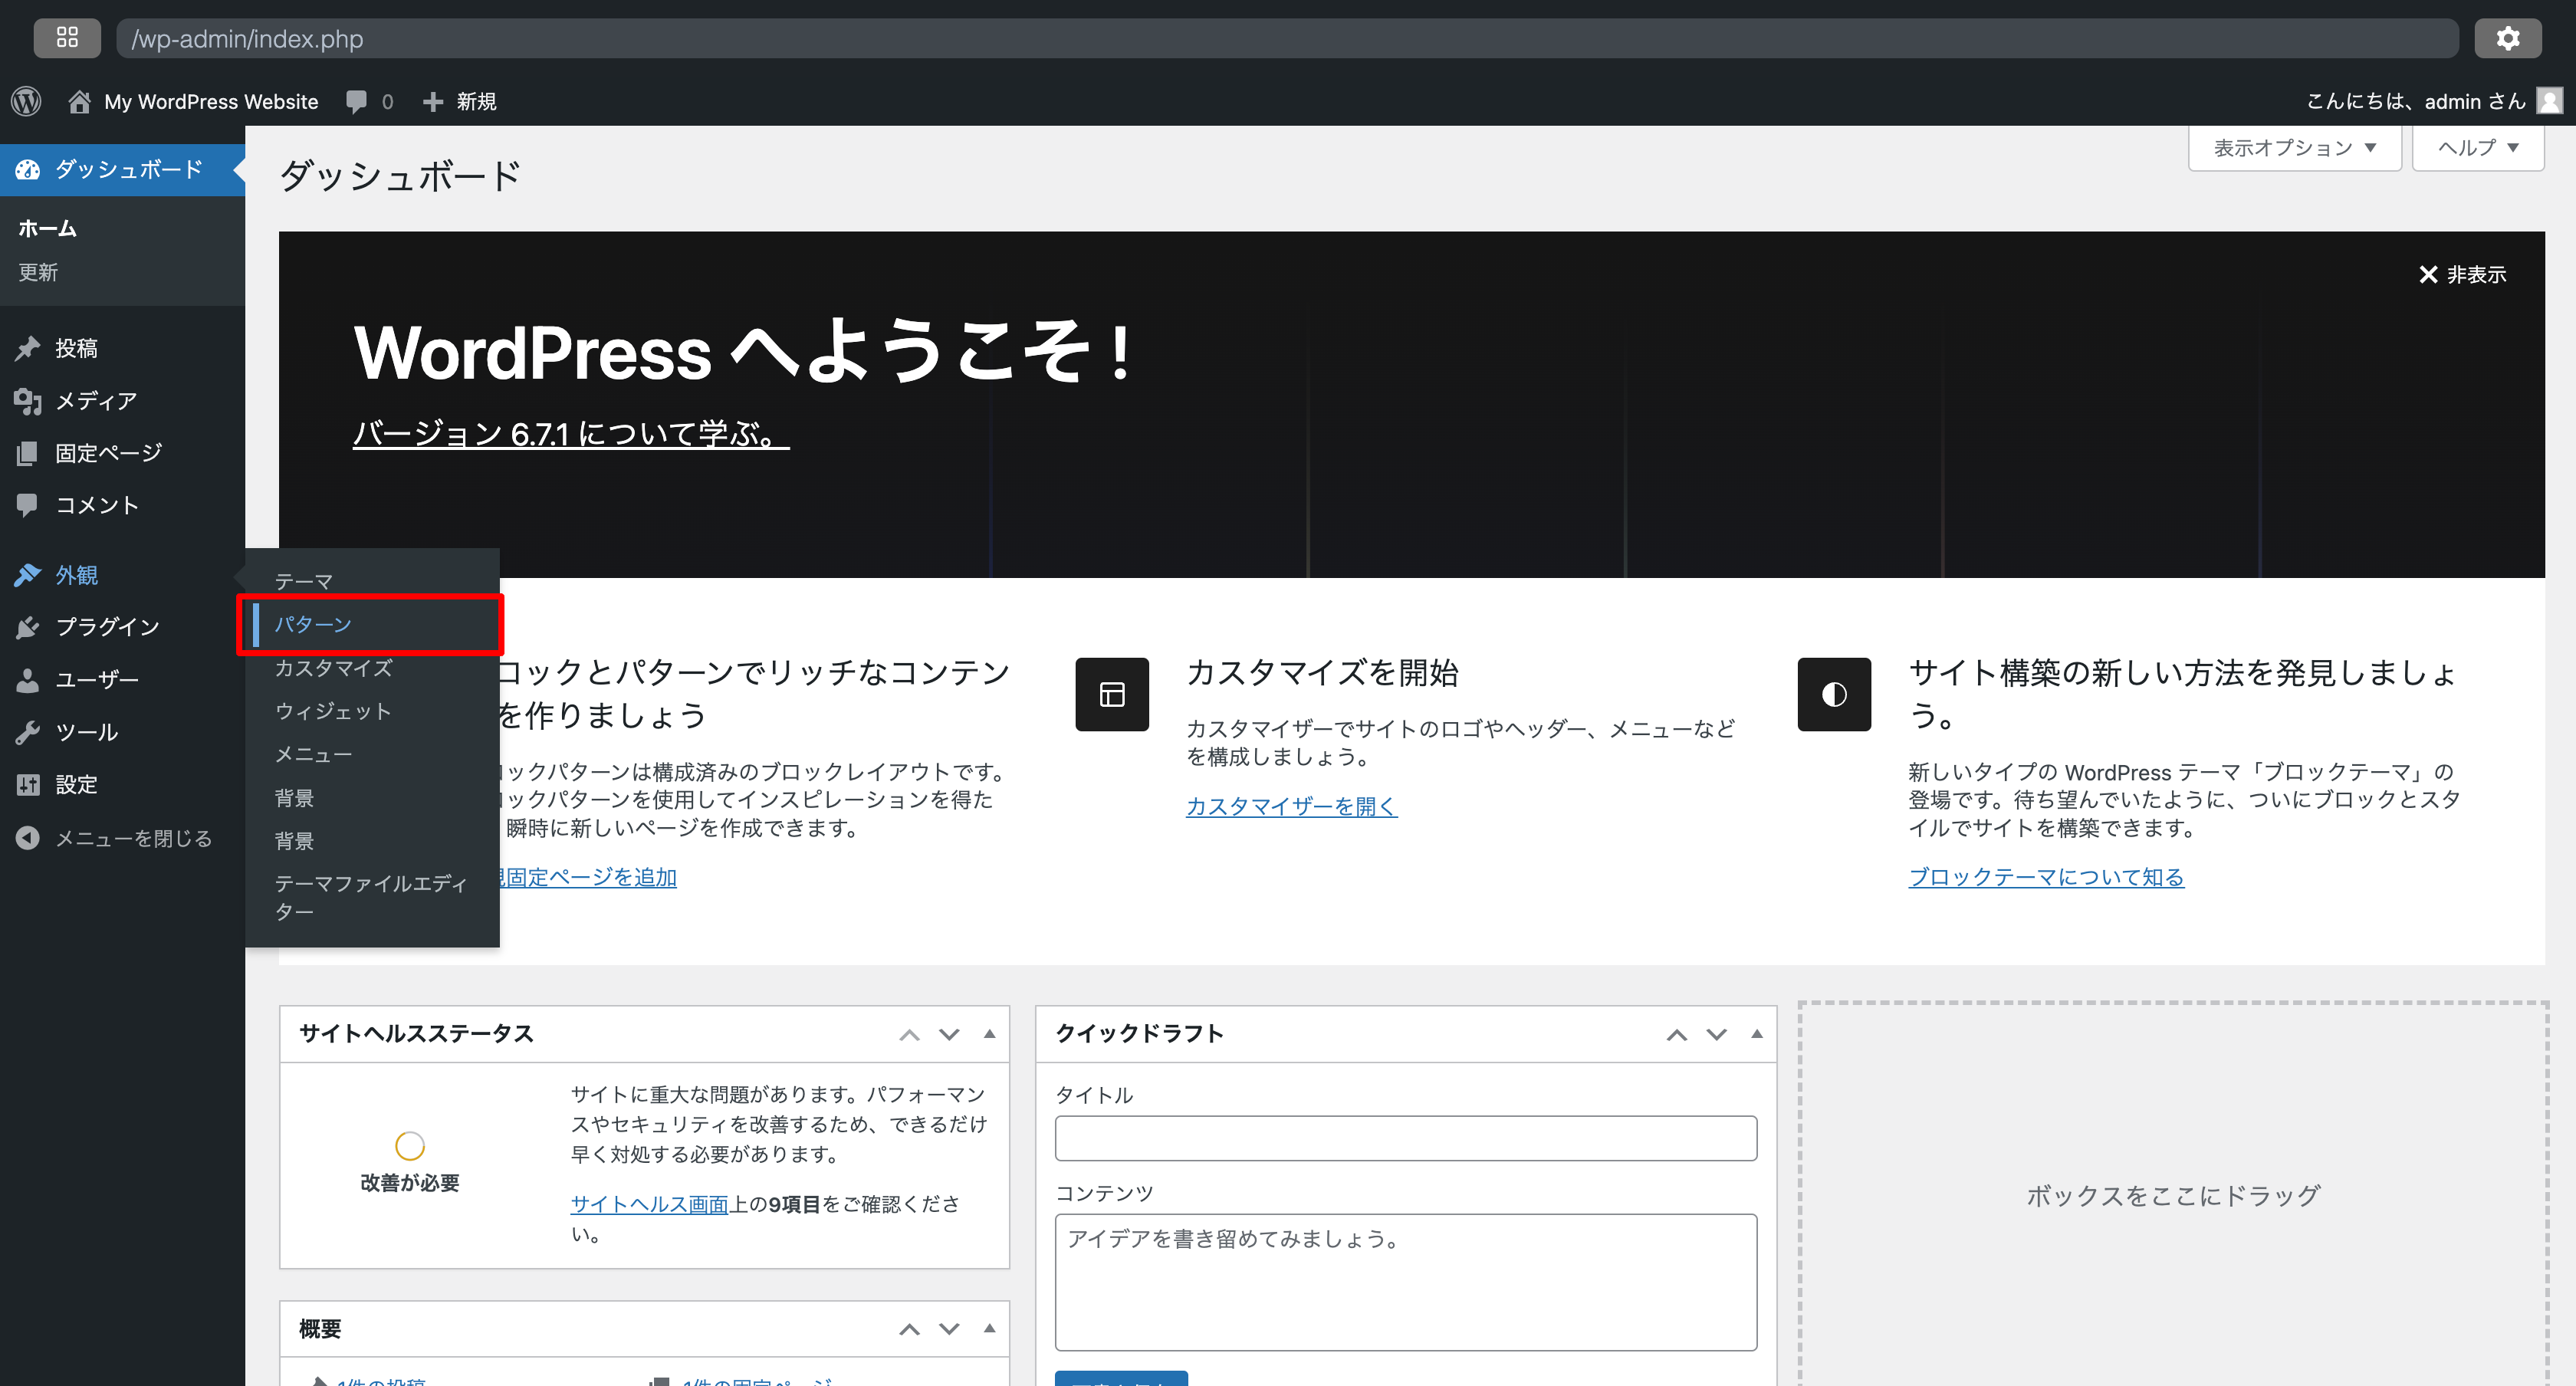 /wp-admin/index.php
My WordPress Website
0
新規
こんにちは、admin さん
ダッシュボード
ホーム
更新
投稿
メディア
固定ページ
コメント
外観
プラグイン
ユーザー
ツール
設定
メニューを閉じる
テーマ
パターン
カスタマイズ
ウィジェット
メニュー
背景
背景
テーマファイルエディ
ター
ダッシュボード
表示オプション
ヘルプ
非表示
WordPress へようこそ !
バージョン 6.7.1 について学ぶ。
ロックとパターンでリッチなコンテン
を作りましょう
ックパターンは構成済みのブロックレイアウトです。
ックパターンを使用してインスピレーションを得た
瞬時に新しいページを作成できます。
固定ページを追加
カスタマイズを開始
カスタマイザーでサイトのロゴやヘッダー、メニューなど
を構成しましょう。
カスタマイザーを開く
サイト構築の新しい方法を発見しましょ
う。
新しいタイプの WordPress テーマ「ブロックテーマ」の
登場です。待ち望んでいたように、ついにブロックとスタ
イルでサイトを構築できます。
ブロックテーマについて知る
サイトヘルスステータス
改善が必要
サイトに重大な問題があります。パフォーマン
スやセキュリティを改善するため、できるだけ
早く対処する必要があります。
サイトヘルス画面上の9項目をご確認くださ
い。
概要
1件の投稿
1件の固定ページ
クイックドラフト
タイトル
コンテンツ
アイデアを書き留めてみましょう。
ボックスをここにドラッグ